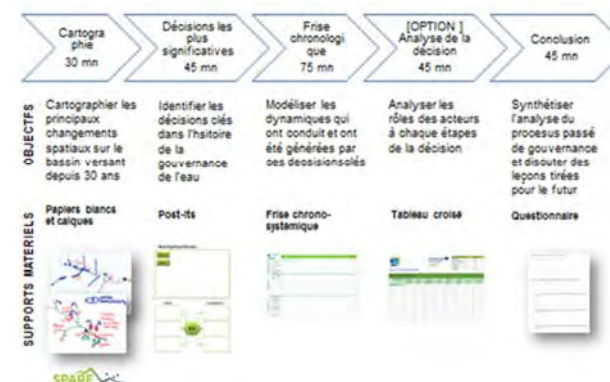 Cartogra
phie
30 mn
Décisions les
plus
significatives
45 mn
Frise
chronologi
que
75 mn
[OPTION ]
Analyse de la
décision
45 mn
Conclusion
45 mn
OBJECTFS
Cartographier les
principaux
changements
spatiaux sur le
bassin versant
depuis 30 ans
Identifier les
décisions clés
dans l'hsitoire
de la
gouvernance
de l'eau
Modéliser les
dynamiques qui
ont conduit et ont
été générées par
ces deosisionsolés
Analyser les
rôles des acteurs
à chaque étapes
de la décision
Synthétiser
l'analyse du
procesus passé
de gouvernance
et disouter des
leçons tirées
pour le futur
SUPPORTS MATERIELS
Papiers blancs
et calques
Post-its
Frise chrono-
systémique
Tableau croisé
Questionnaire
SPARE